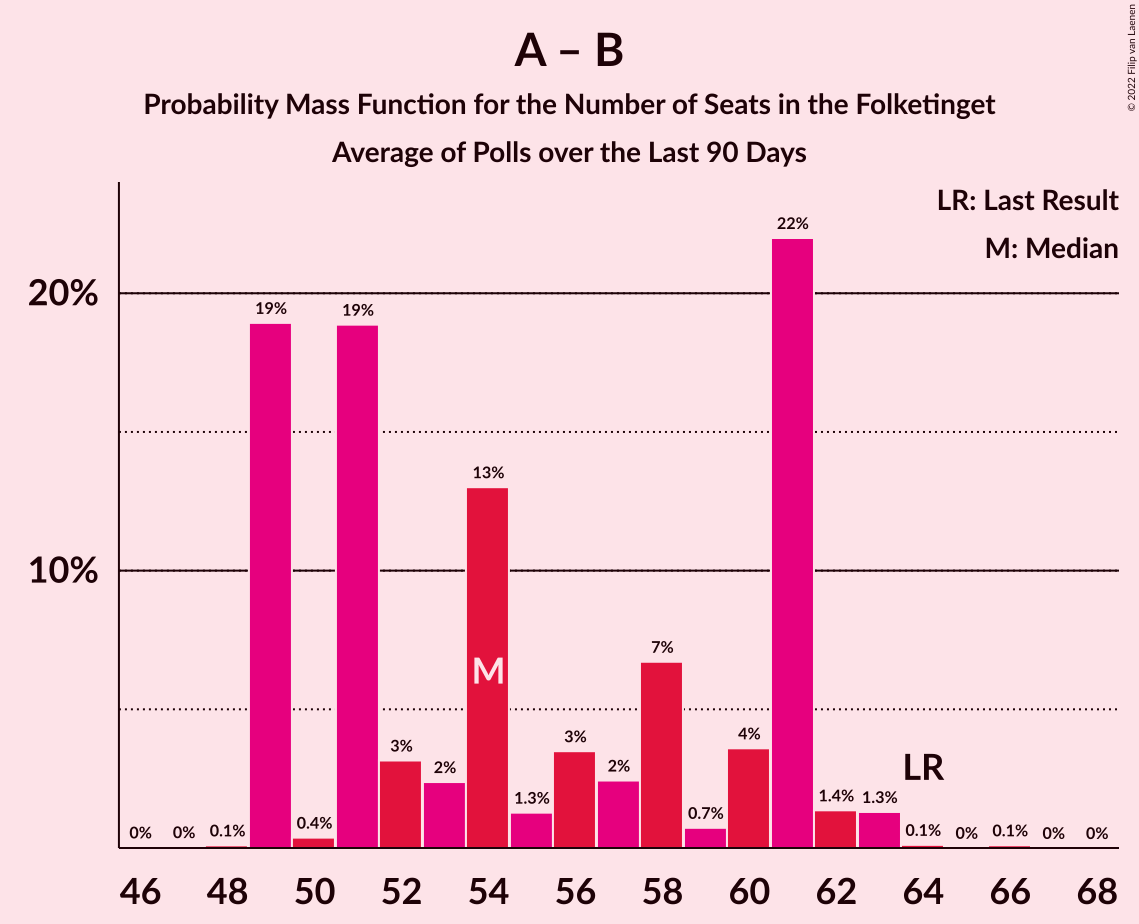 A – B
Probability Mass Function for the Number of Seats in the Folketinget
Average of Polls over the Last 90 Days
© 2022 Filip van Laenen
LR: Last Result
M: Median
20%
10%
0% 0% 0.1% 19% 0.4% 19% 3% 2% 13% 1.3% 3% 2% 7% 0.7% 4% 22% 1.4% 1.3% 0.1% 0% 0.1% 0% 0%
M
LR
46 48 50 52 54 56 58 60 62 64 66 68